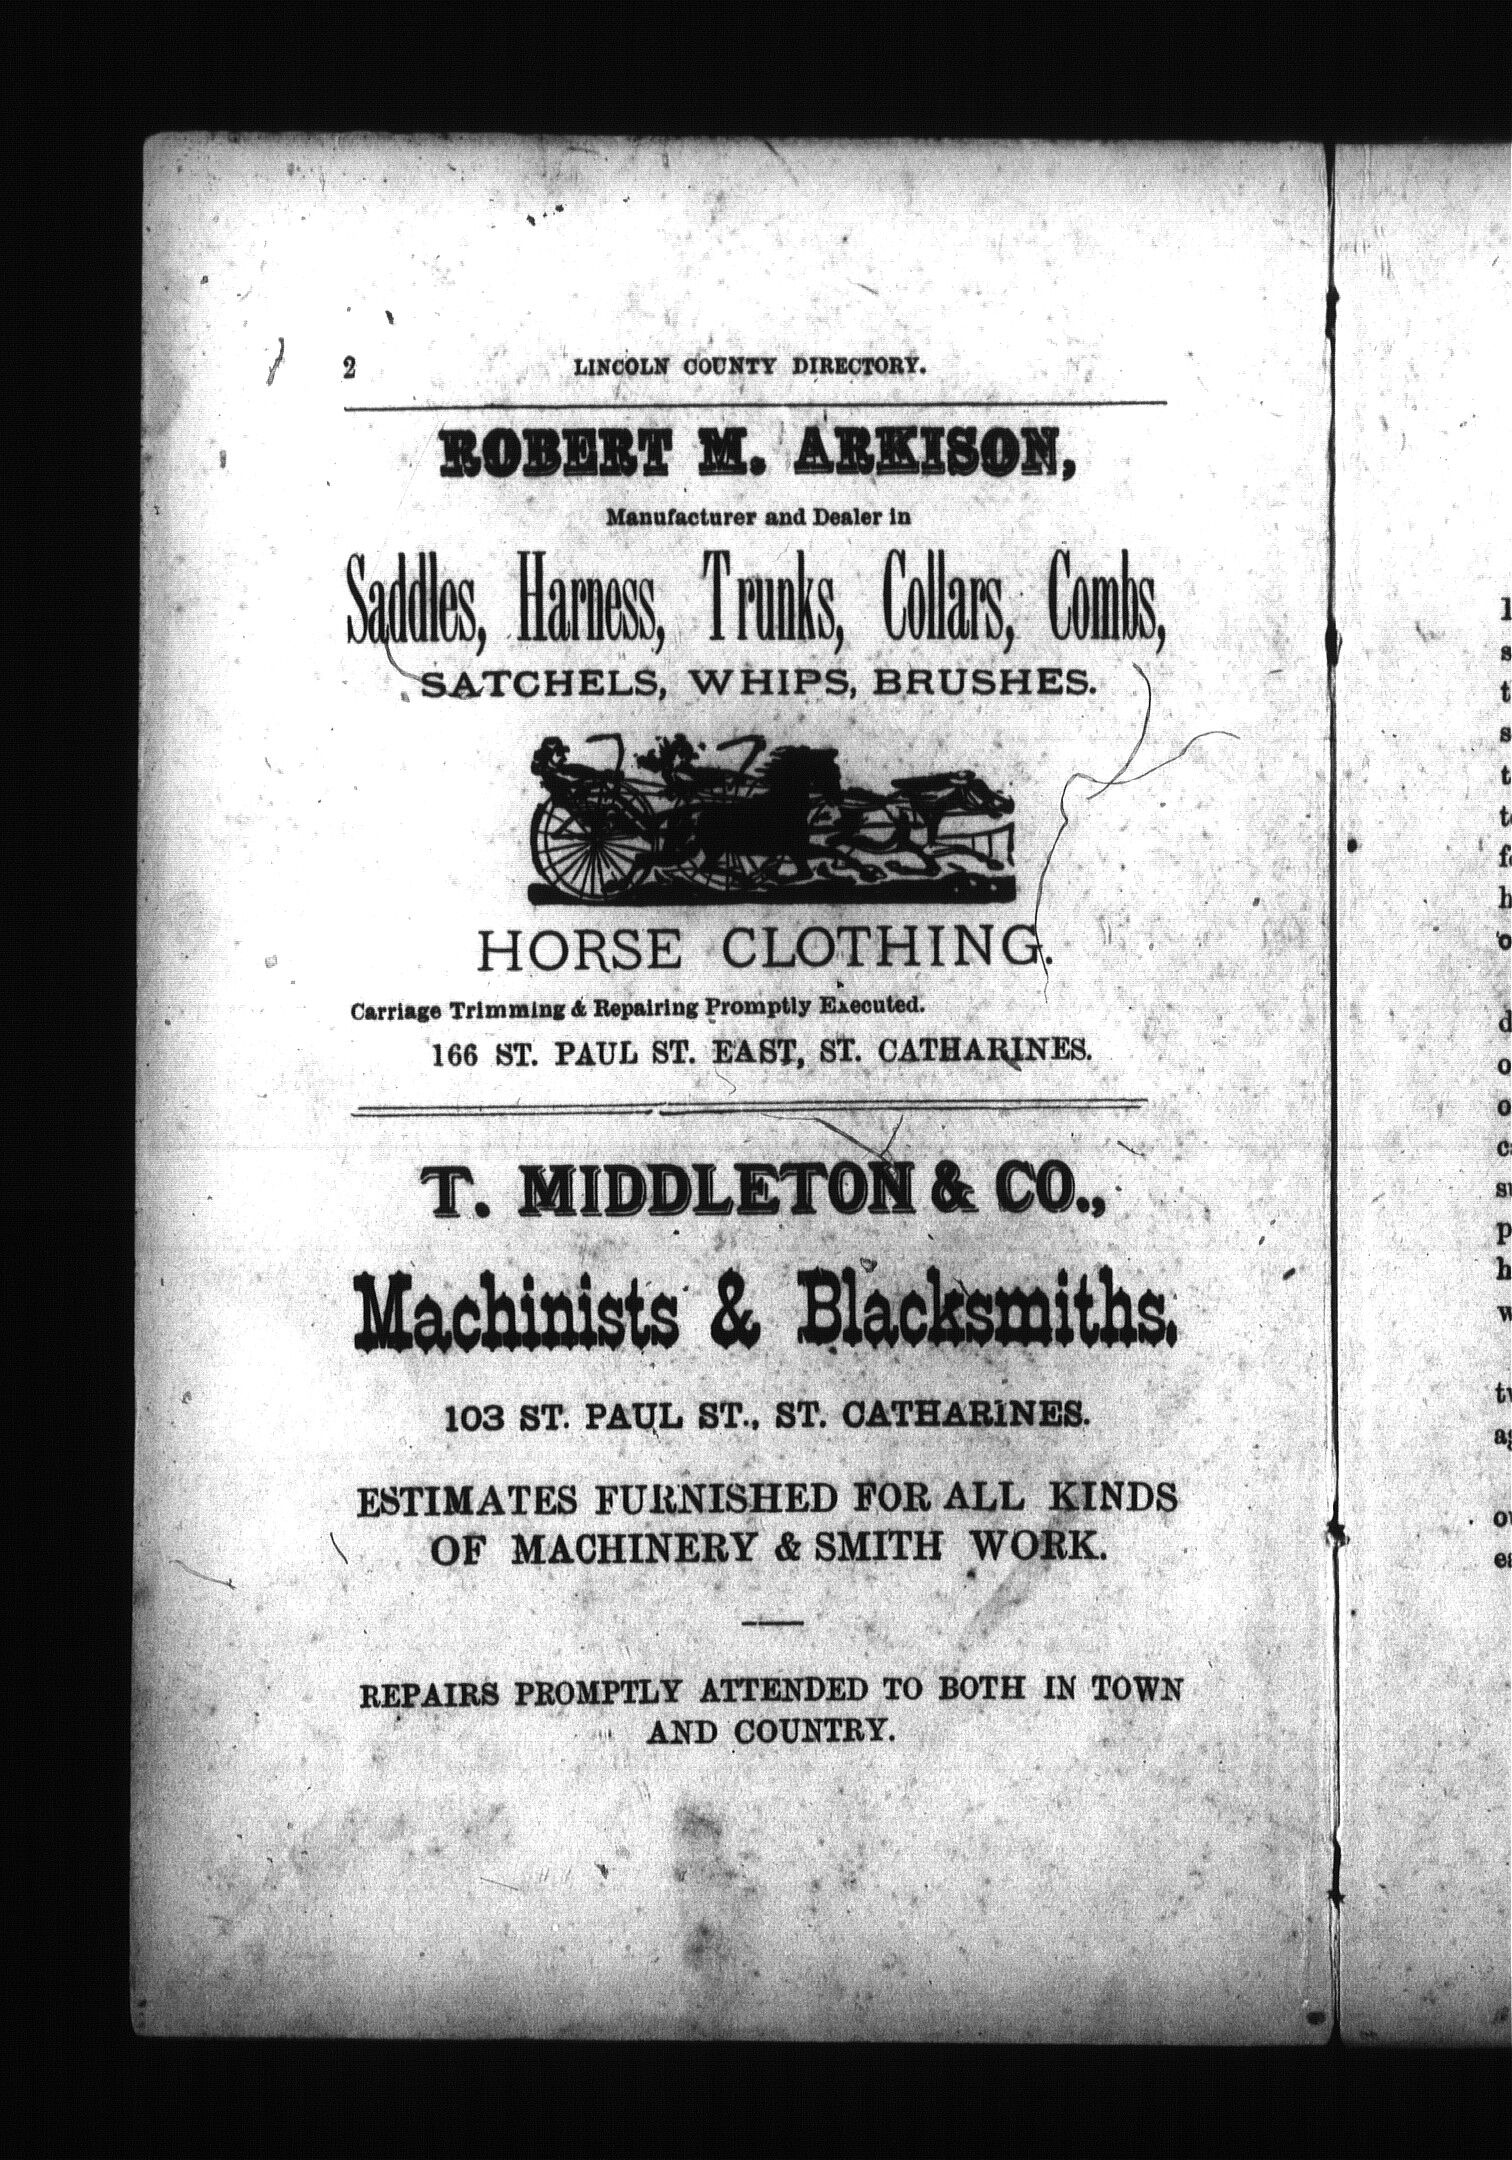 2 LINCOLN COUNTY DIRECTORY.
ROBERT M. ARKISON,
Manufacturer and Dealer in
Saddles, Harness, Trunks, Collars, Combs,
SATCHELS, WHIPS, BRUSHES.
HORSE CLOTHING.
Carriage Trimming & Repairing Promptly Executed.
166 ST. PAUL ST. EAST, ST. CATHARINES.
T. MIDDLETON & CO.,
Machinists & Blacksmiths.
103 ST. PAUL ST., ST. CATHARINES.
ESTIMATES FURNISHED FOR ALL KINDS
OF MACHINERY & SMITH WORK.
REPAIRS PROMPTLY ATTENDED TO BOTH IN TOWN
AND COUNTRY.